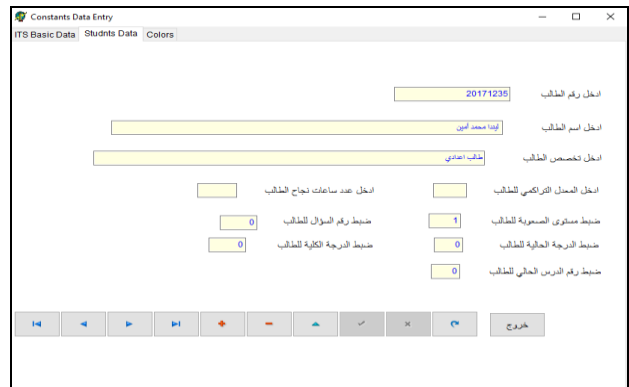 Constants Data Entry
ITS Basic Data Studnts Data Colors
ادخل رقم الطالب 20171235
ادخل اسم الطالب ليندا محمد أمين
ادخل تخصص الطالب طالب اعدادي
ادخل المعدل التراكمي للطالب ادخل عدد ساعات نجاح الطالب
ضبط مستوى الصعوبة للطالب 1 ضبط رقم السؤال للطالب 0
ضبط الدرجة الحالية للطالب 0 ضبط الدرجة الكلية للطالب 0
ضبط رقم الدرس الحالي للطالب 0
خروج